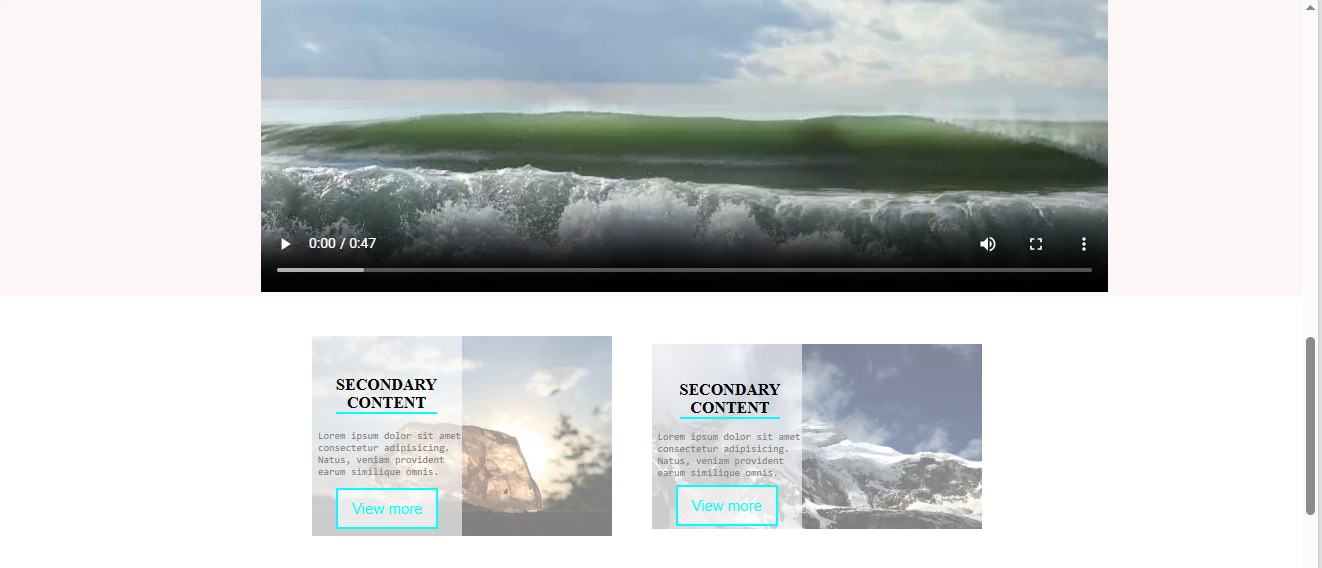 0:00 / 0:47
SECONDARY
CONTENT
Lorem ipsum dolor sit amet
consectetur adipisicing.
Natus, veniam provident
earum similique omnis.
View more
SECONDARY
CONTENT
Lorem ipsum dolor sit amet
consectetur adipisicing.
Natus, veniam provident
earum similique omnis.
View more